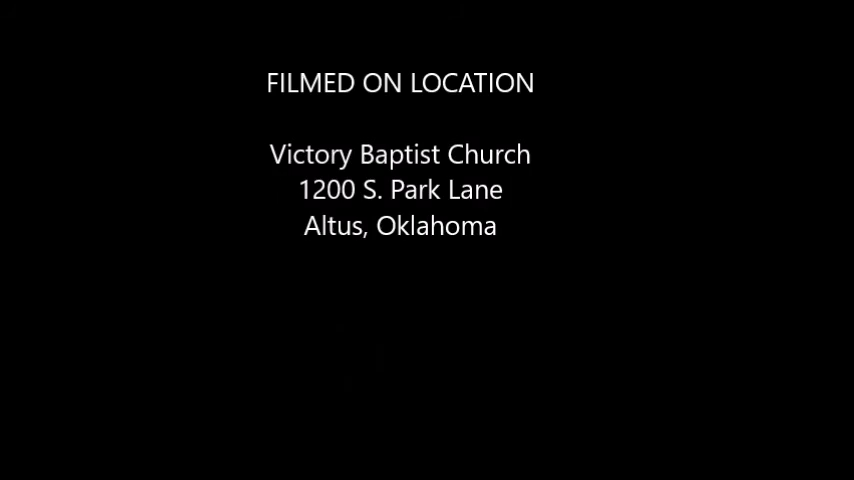 FILMED ON LOCATION
Victory Baptist Church
1200 S. Park Lane
Altus, Oklahoma